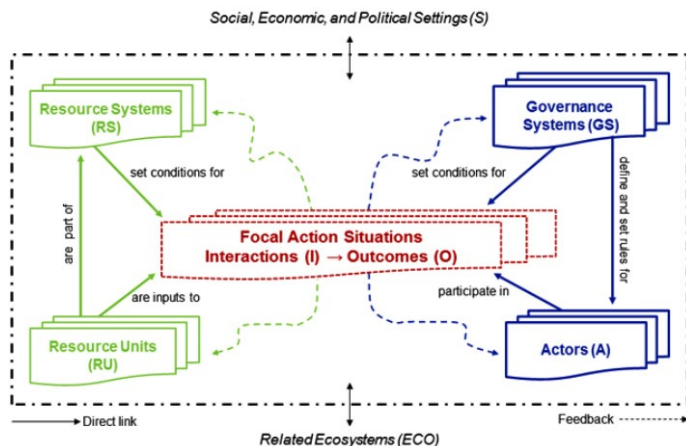 Social, Economic, and Political Settings (S)
Resource Systems
(RS)
Governance
Systems (GS)
set conditions for
set conditions for
are part of
define and set rules for
Focal Action Situations
Interactions (I) → Outcomes (O)
are inputs to
participate in
Resource Units
(RU)
Actors (A)
Direct link
Feedback
Related Ecosystems (ECO)